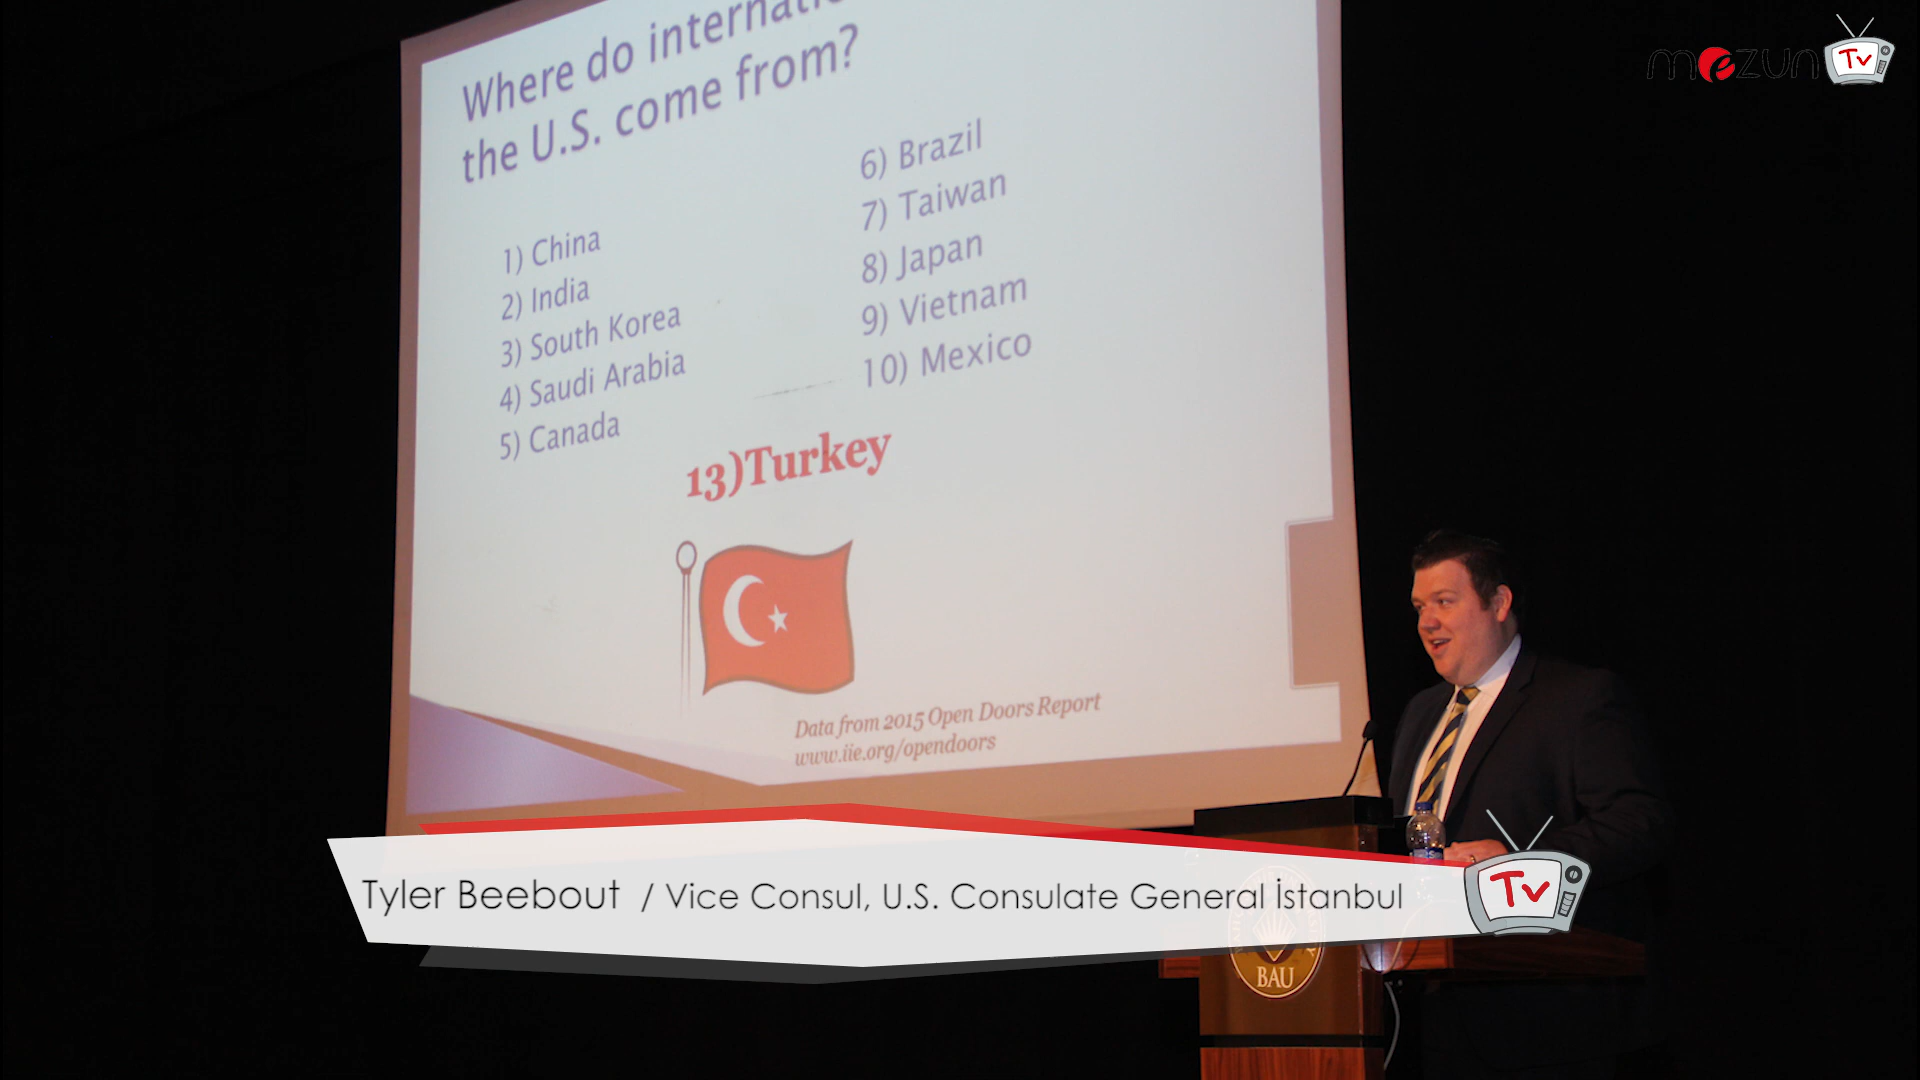 Where do internatio
the U.S. come from?
1) China
2) India
3) South Korea
4) Saudi Arabia
5) Canada
6) Brazil
7) Taiwan
8) Japan
9) Vietnam
10) Mexico
13)Turkey
Data from 2015 Open Doors Report
www.iie.org/opendoors
mezun Tv
Tyler Beebout / Vice Consul, U.S. Consulate General İstanbul
Tv
BAU